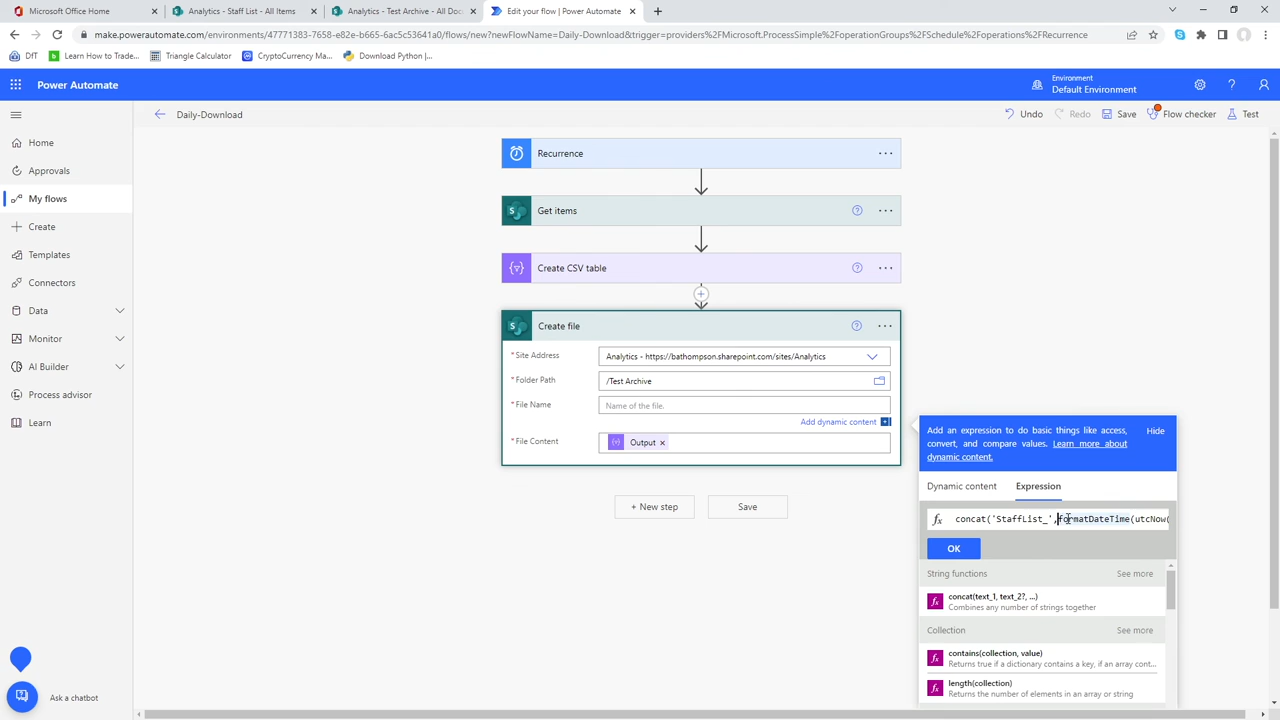 Microsoft Office Home
Analytics - Staff List - All Items
Analytics - Test Archive - All Doc
Edit your flow | Power Automate
make.powerautomate.com/environments/47771383-7658-e82e-b665-6ac5c53641a0/flows/new?newFlowName=Daily-Download&trigger=providers%2FMicrosoft.ProcessSimple%2FoperationGroups%2FSchedule%2Foperations%2FRecurrence
DfT
Learn How to Trade...
Triangle Calculator
CryptoCurrency Ma...
Download Python |...
Power Automate
Environment
Default Environment
Daily-Download
Undo
Redo
Save
Flow checker
Test
Home
Approvals
My flows
Create
Templates
Connectors
Data
Monitor
AI Builder
Process advisor
Learn
Ask a chatbot
Recurrence
Get items
Create CSV table
Create file
* Site Address
Analytics - https://bathompson.sharepoint.com/sites/Analytics
* Folder Path
/Test Archive
* File Name
Name of the file.
Add dynamic content
* File Content
Output
+ New step
Save
Add an expression to do basic things like access,
convert, and compare values. Learn more about
dynamic content.
Hide
Dynamic content
Expression
fx concat('StaffList_',formatDateTime(utcNow(
OK
String functions
See more
fx concat(text_1, text_2?, ...)
Combines any number of strings together
Collection
See more
fx contains(collection, value)
Returns true if a dictionary contains a key, if an array cont...
fx length(collection)
Returns the number of elements in an array or string